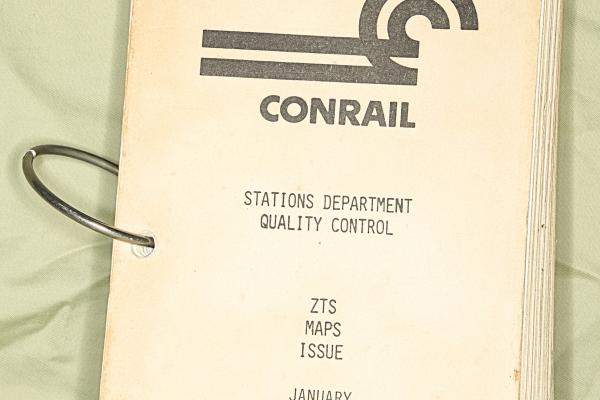 CONRAIL
STATIONS DEPARTMENT
QUALITY CONTROL
ZTS
MAPS
ISSUE
JANUARY